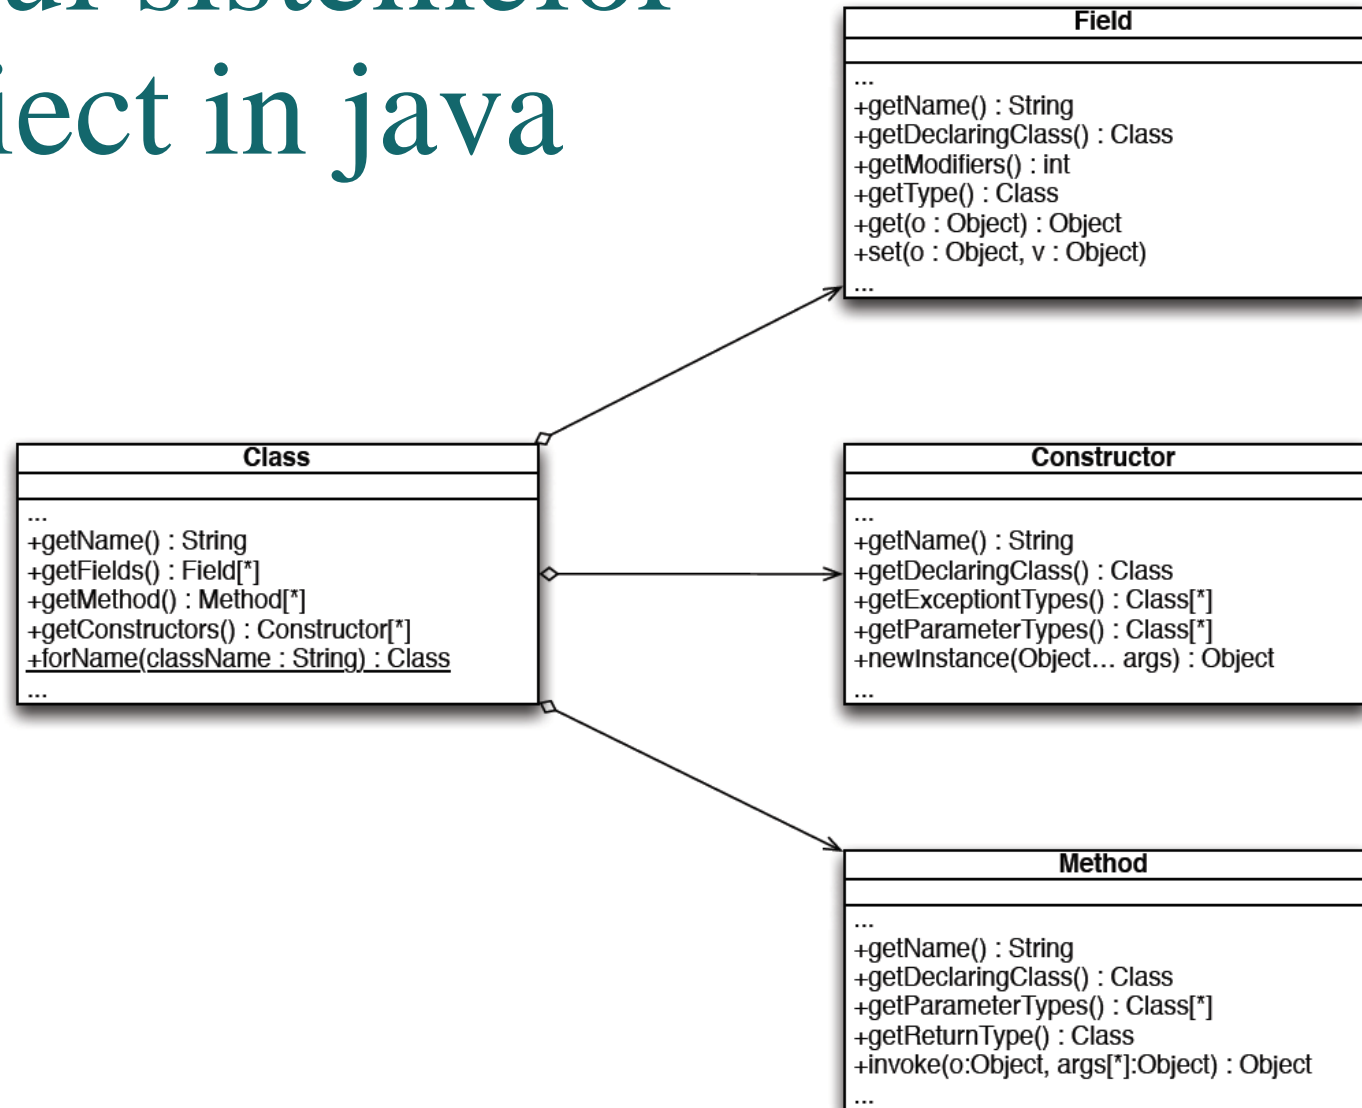 sistemelor
in java
Field
...
+getName() : String
+getDeclaringClass() : Class
+getModifiers() : int
+getType() : Class
+get(o : Object) : Object
+set(o : Object, v : Object)
...
Class
...
+getName() : String
+getFields() : Field[*]
+getMethod() : Method[*]
+getConstructors() : Constructor[*]
+forName(className : String) : Class
...
Constructor
...
+getName() : String
+getDeclaringClass() : Class
+getExceptiontTypes() : Class[*]
+getParameterTypes() : Class[*]
+newInstance(Object... args) : Object
...
Method
...
+getName() : String
+getDeclaringClass() : Class
+getParameterTypes() : Class[*]
+getReturnType() : Class
+invoke(o:Object, args[*]:Object) : Object
...